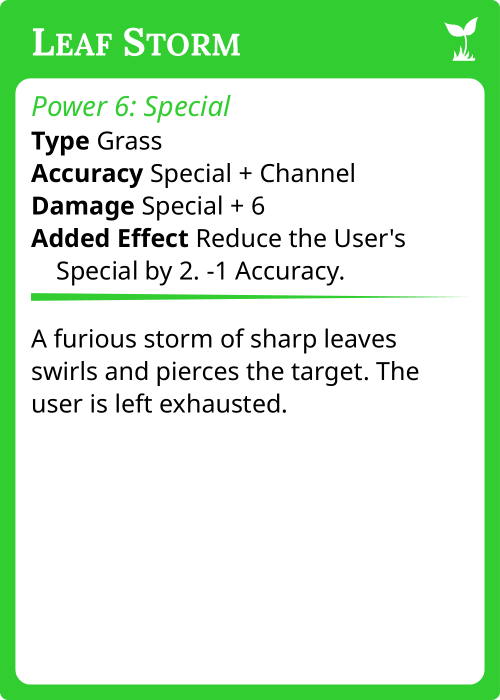 Leaf Storm
Power 6: Special
Type Grass
Accuracy Special + Channel
Damage Special + 6
Added Effect Reduce the User's
Special by 2. -1 Accuracy.
A furious storm of sharp leaves
swirls and pierces the target. The
user is left exhausted.